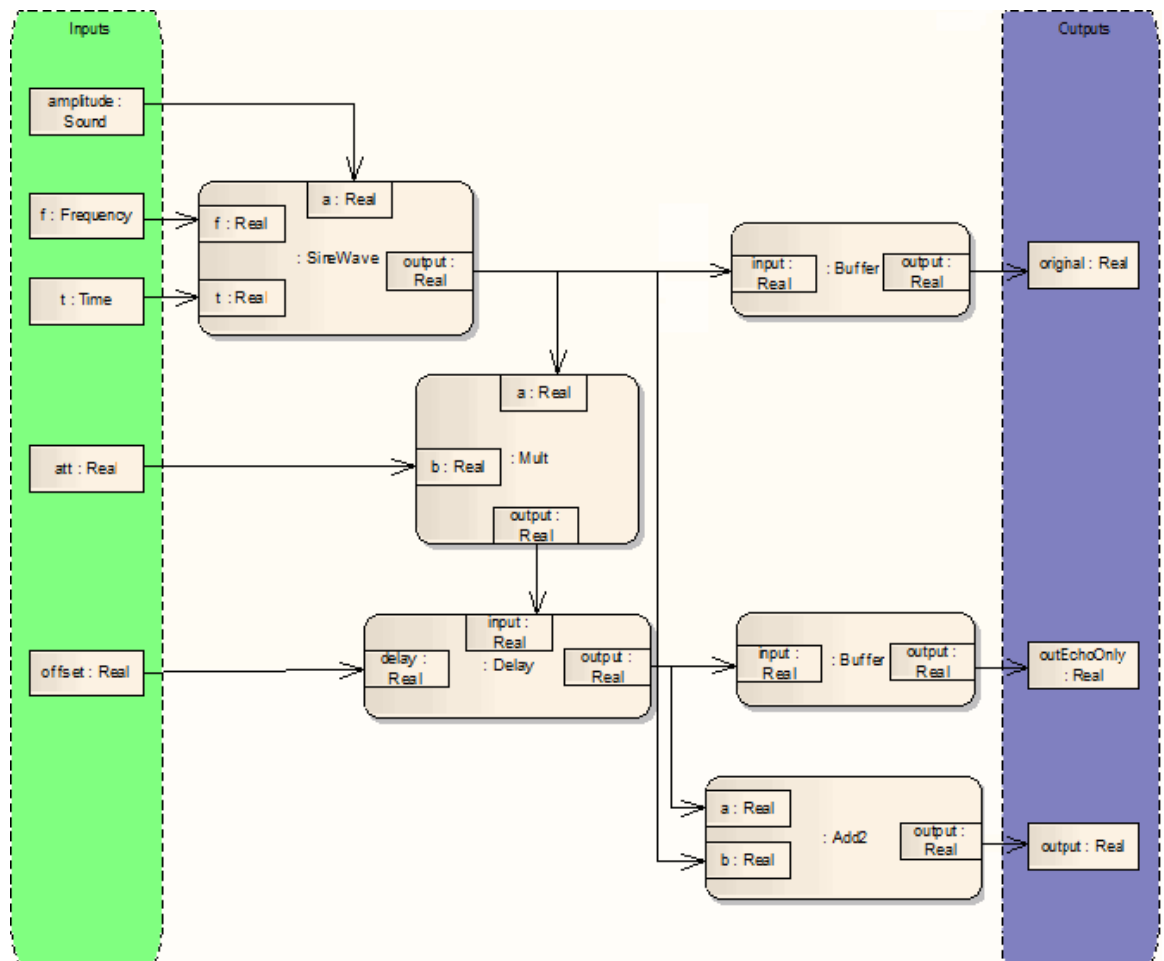 Inputs
Outputs
amplitude :
Sound
f : Frequency
t : Time
att : Real
offset : Real
a : Real
f : Real
: SineWave
output :
Real
t : Real
a : Real
b : Real
: Mult
output :
Real
input :
Real
delay :
Real
: Delay
output :
Real
input :
Real
: Buffer
output :
Real
original : Real
input :
Real
: Buffer
output :
Real
outEchoOnly
: Real
a : Real
b : Real
: Add2
output :
Real
output : Real